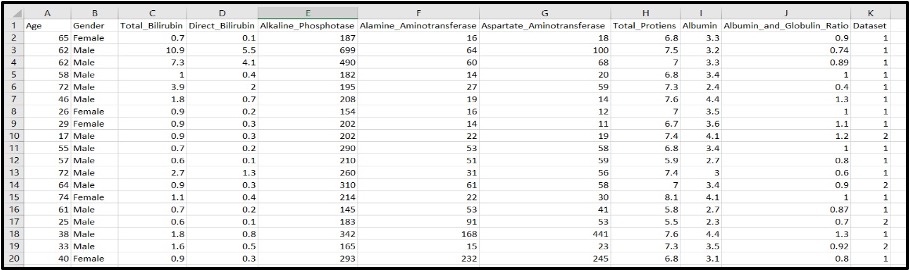 A B C D E F G H I J K
1 Age Gender Total_Bilirubin Direct_Bilirubin Alkaline_Phosphotase Alamine_Aminotransferase Aspartate_Aminotransferase Total_Protiens Albumin Albumin_and_Globulin_Ratio Dataset
2 65 Female 0.7 0.1 187 16 18 6.8 3.3 0.9 1
3 62 Male 10.9 5.5 699 64 100 7.5 3.2 0.74 1
4 62 Male 7.3 4.1 490 60 68 7 3.3 0.89 1
5 58 Male 1 0.4 182 14 20 6.8 3.4 1 1
6 72 Male 3.9 2 195 27 59 7.3 2.4 0.4 1
7 46 Male 1.8 0.7 208 19 14 7.6 4.4 1.3 1
8 26 Female 0.9 0.2 154 16 12 7 3.5 1 1
9 29 Female 0.9 0.3 202 14 11 6.7 3.6 1.1 1
10 17 Male 0.9 0.3 202 22 19 7.4 4.1 1.2 2
11 55 Male 0.7 0.2 290 53 58 6.8 3.4 1 1
12 57 Male 0.6 0.1 210 51 59 5.9 2.7 0.8 1
13 72 Male 2.7 1.3 260 31 56 7.4 3 0.6 1
14 64 Male 0.9 0.3 310 61 58 7 3.4 0.9 2
15 74 Female 1.1 0.4 214 22 30 8.1 4.1 1 1
16 61 Male 0.7 0.2 145 53 41 5.8 2.7 0.87 1
17 25 Male 0.6 0.1 183 91 53 5.5 2.3 0.7 2
18 38 Male 1.8 0.8 342 168 441 7.6 4.4 1.3 1
19 33 Male 1.6 0.5 165 15 23 7.3 3.5 0.92 2
20 40 Female 0.9 0.3 293 232 245 6.8 3.1 0.8 1